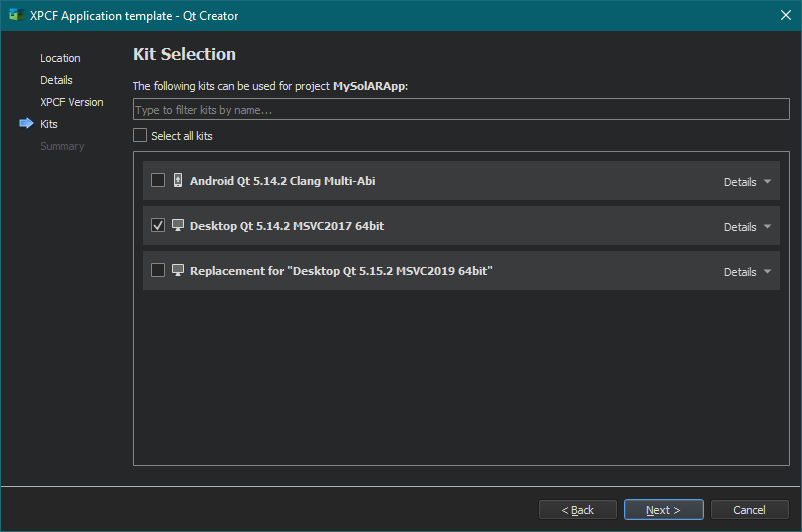 XPCF Application template - Qt Creator
Location
Details
XPCF Version
Kits
Summary
Kit Selection
The following kits can be used for project MySolARApp:
Type to filter kits by name...
Select all kits
Android Qt 5.14.2 Clang Multi-Abi
Details
Desktop Qt 5.14.2 MSVC2017 64bit
Details
Replacement for "Desktop Qt 5.15.2 MSVC2019 64bit"
Details
< Back
Next >
Cancel